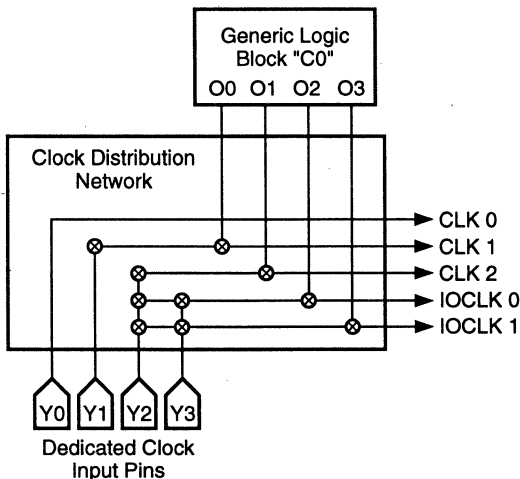 Generic Logic
Block "C0"
O0 O1 O2 O3
Clock Distribution
Network
CLK 0
CLK 1
CLK 2
IOCLK 0
IOCLK 1
Y0 Y1 Y2 Y3
Dedicated Clock
Input Pins